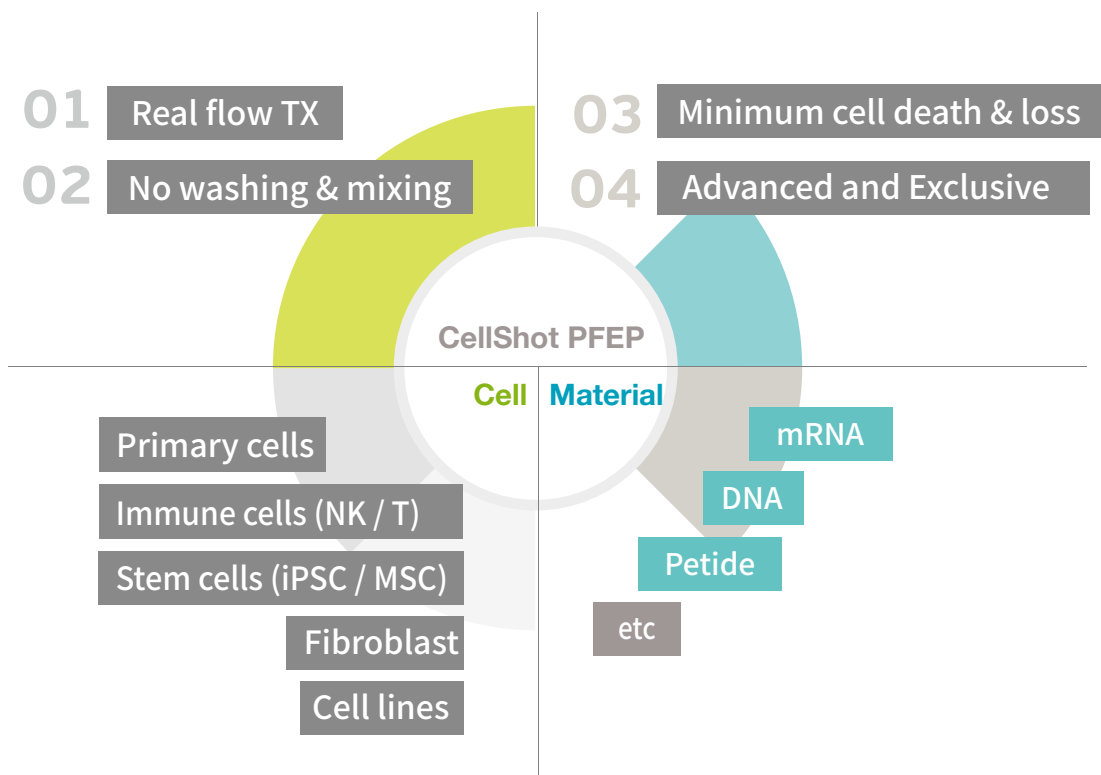 01 Real flow TX
02 No washing & mixing
03 Minimum cell death & loss
04 Advanced and Exclusive
CellShot PFEP
Cell
Material
Primary cells
Immune cells (NK / T)
Stem cells (iPSC / MSC)
Fibroblast
Cell lines
mRNA
DNA
Petide
etc